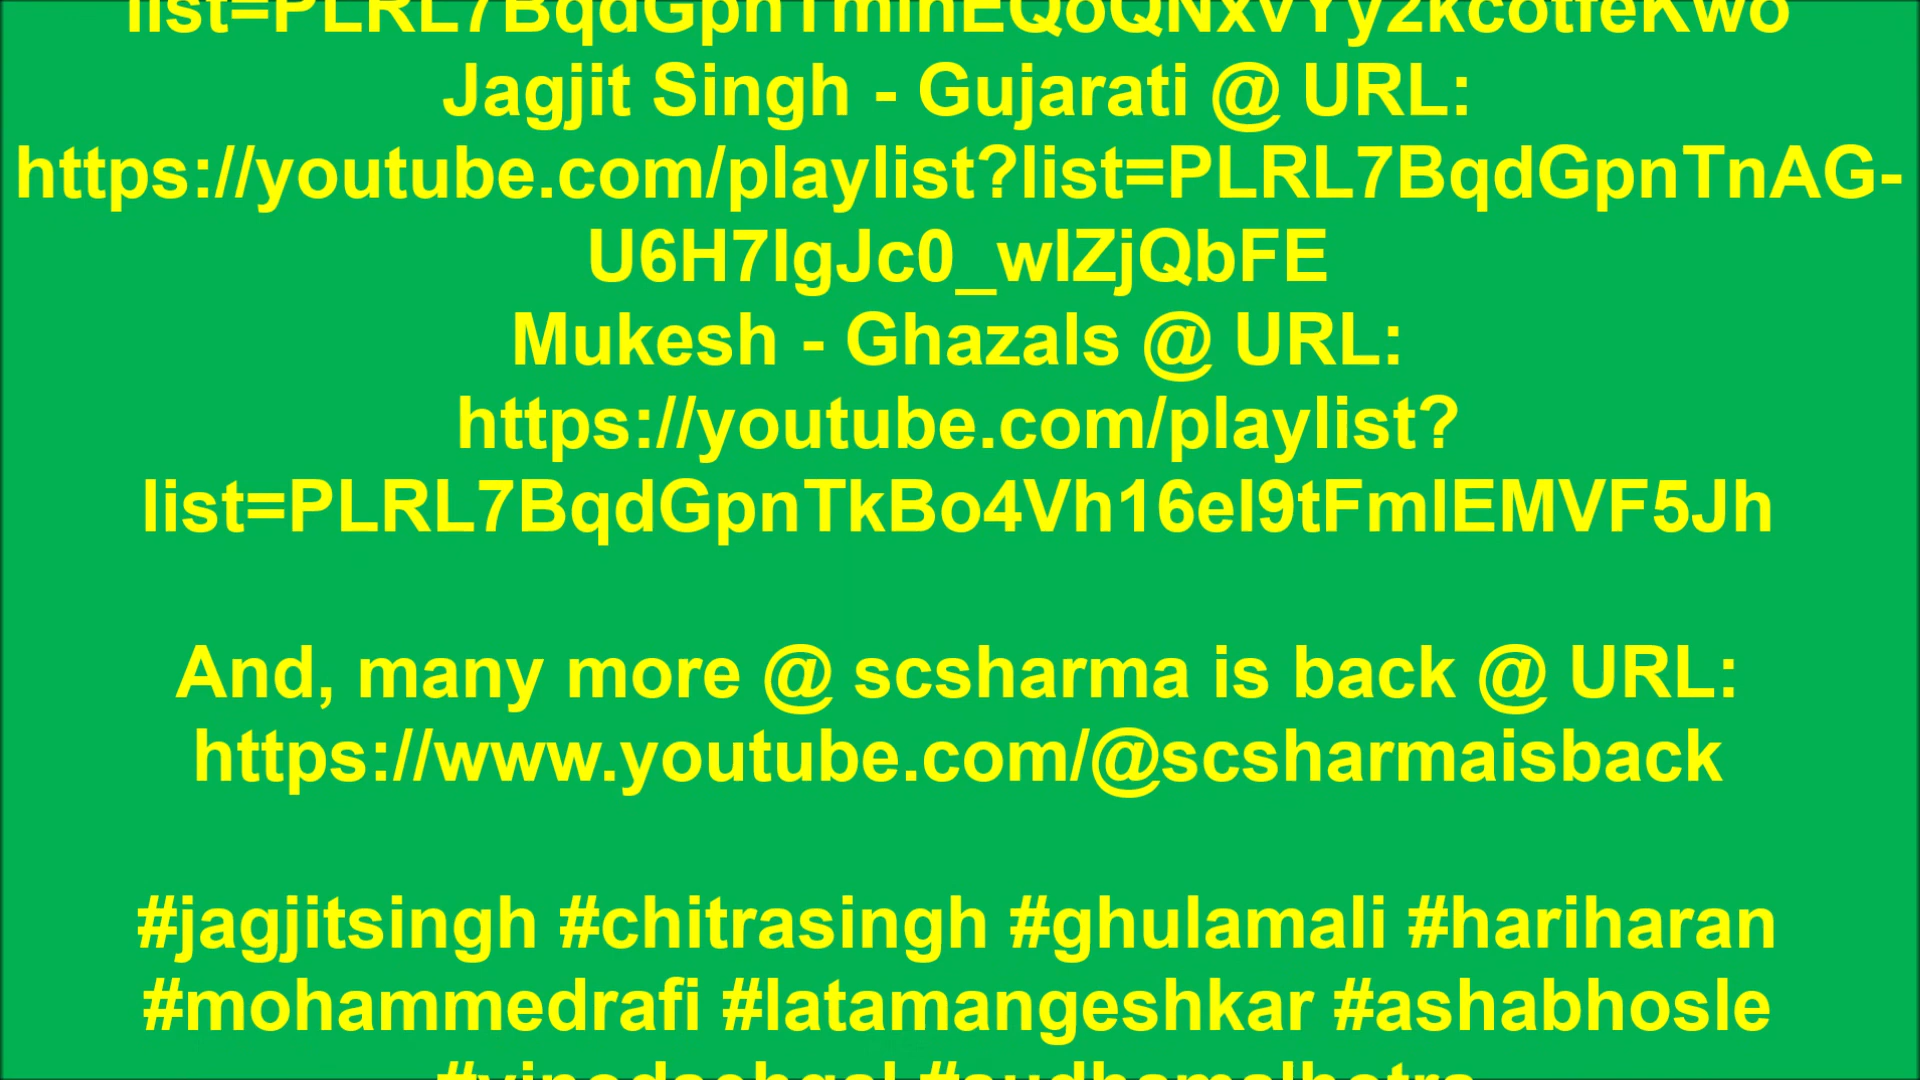 Jagjit Singh - Gujarati @ URL:
https://youtube.com/playlist?list=PLRL7BqdGpnTnAG-
U6H7IgJc0_wIZjQbFE
Mukesh - Ghazals @ URL:
https://youtube.com/playlist?
list=PLRL7BqdGpnTkBo4Vh16eI9tFmlEMVF5Jh
And, many more @ scsharma is back @ URL:
https://www.youtube.com/@scsharmaisback
#jagjitsingh #chitrasingh #ghulamali #hariharan
#mohammedrafi #latamangeshkar #ashabhosle